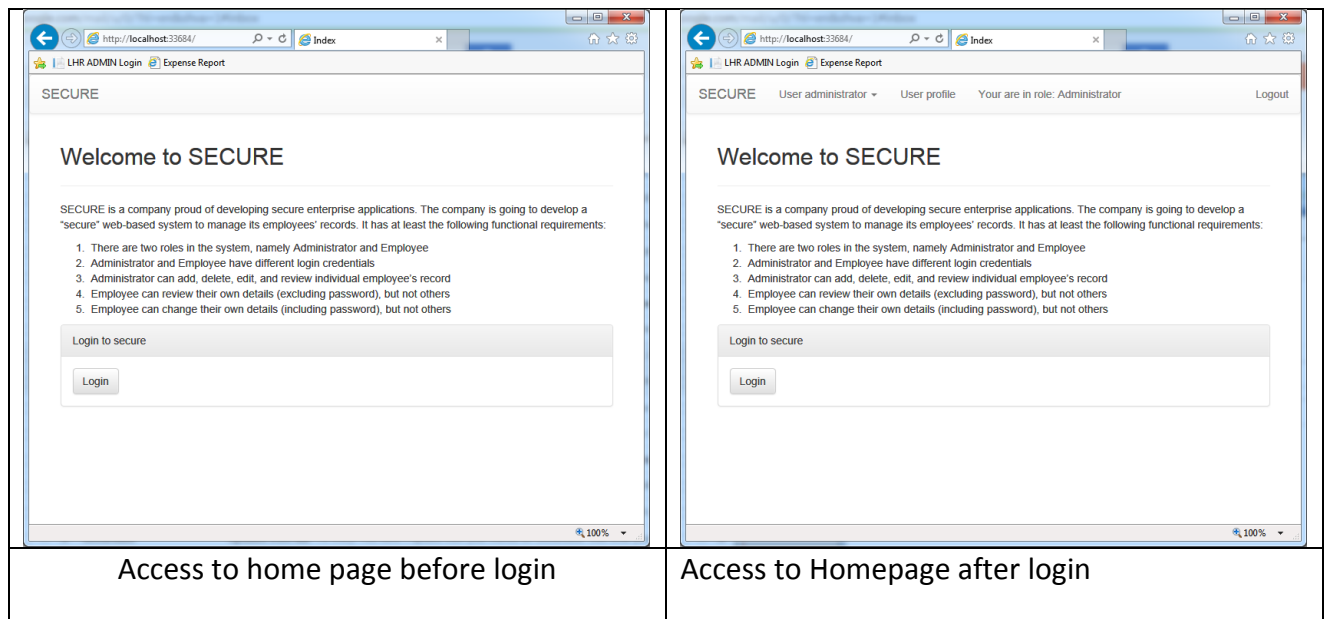 http://localhost:33684/
Index
LHR ADMIN Login Expense Report
SECURE
Welcome to SECURE
SECURE is a company proud of developing secure enterprise applications. The company is going to develop a
“secure” web-based system to manage its employees’ records. It has at least the following functional requirements:
1. There are two roles in the system, namely Administrator and Employee
2. Administrator and Employee have different login credentials
3. Administrator can add, delete, edit, and review individual employee’s record
4. Employee can review their own details (excluding password), but not others
5. Employee can change their own details (including password), but not others
Login to secure
Login
100%
Access to home page before login
http://localhost:33684/
Index
LHR ADMIN Login Expense Report
SECURE User administrator User profile Your are in role: Administrator Logout
Welcome to SECURE
SECURE is a company proud of developing secure enterprise applications. The company is going to develop a
“secure” web-based system to manage its employees’ records. It has at least the following functional requirements:
1. There are two roles in the system, namely Administrator and Employee
2. Administrator and Employee have different login credentials
3. Administrator can add, delete, edit, and review individual employee’s record
4. Employee can review their own details (excluding password), but not others
5. Employee can change their own details (including password), but not others
Login to secure
Login
100%
Access to Homepage after login